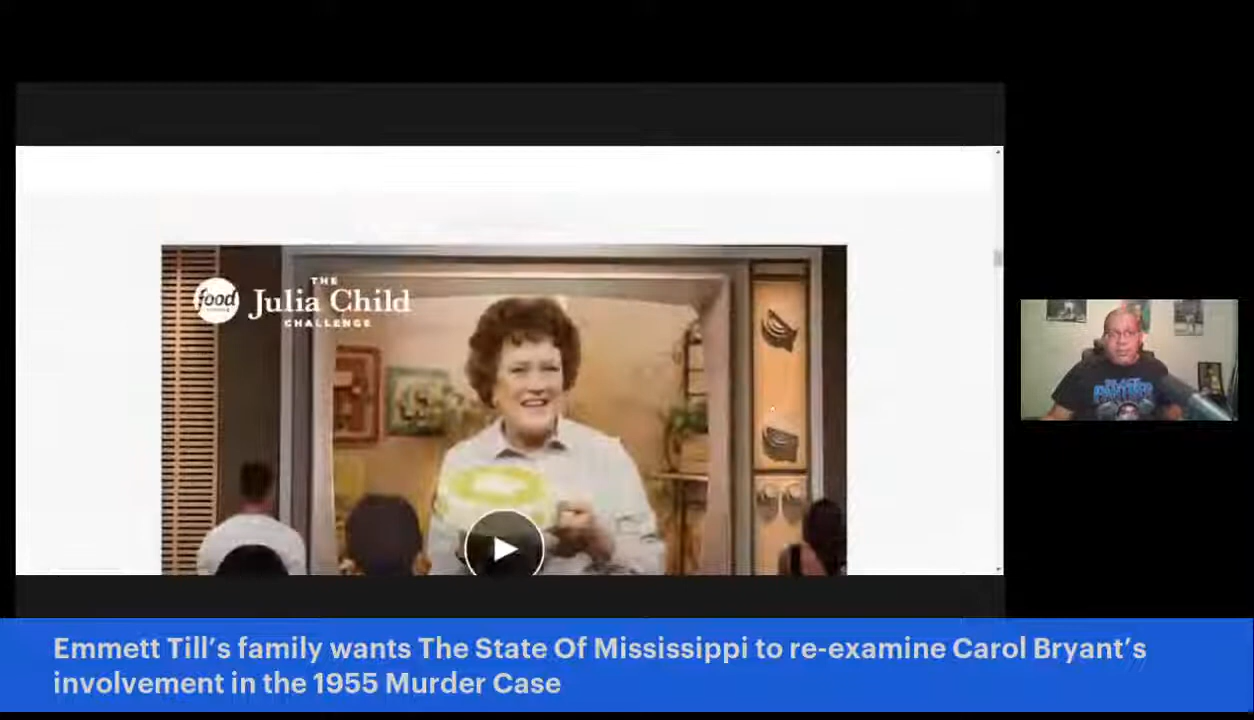 food
THE
Julia Child
CHALLENGE
PANTHER
Emmett Till's family wants The State Of Mississippi to re-examine Carol Bryant's
involvement in the 1955 Murder Case